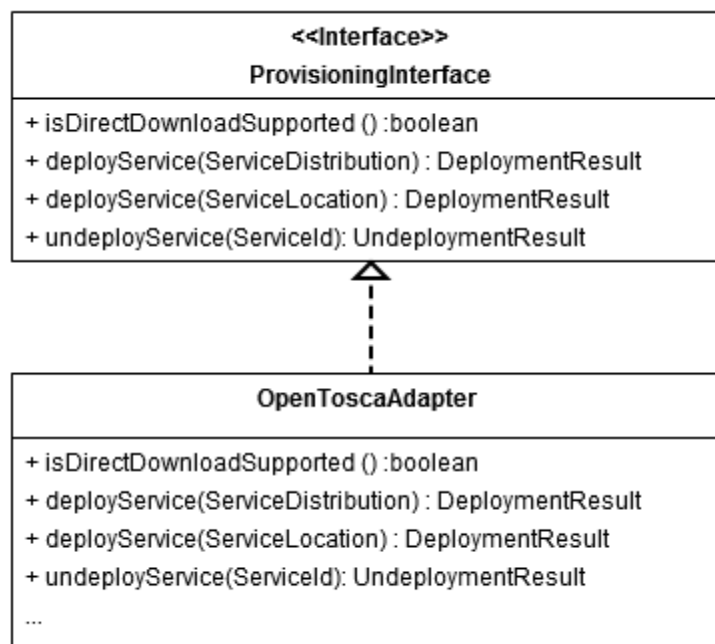 <<Interface>>
ProvisioningInterface
+ isDirectDownloadSupported () :boolean
+ deployService(ServiceDistribution) : DeploymentResult
+ deployService(ServiceLocation) : DeploymentResult
+ undeployService(ServiceId): UndeploymentResult
OpenToscaAdapter
+ isDirectDownloadSupported () :boolean
+ deployService(ServiceDistribution) : DeploymentResult
+ deployService(ServiceLocation) : DeploymentResult
+ undeployService(ServiceId): UndeploymentResult
...